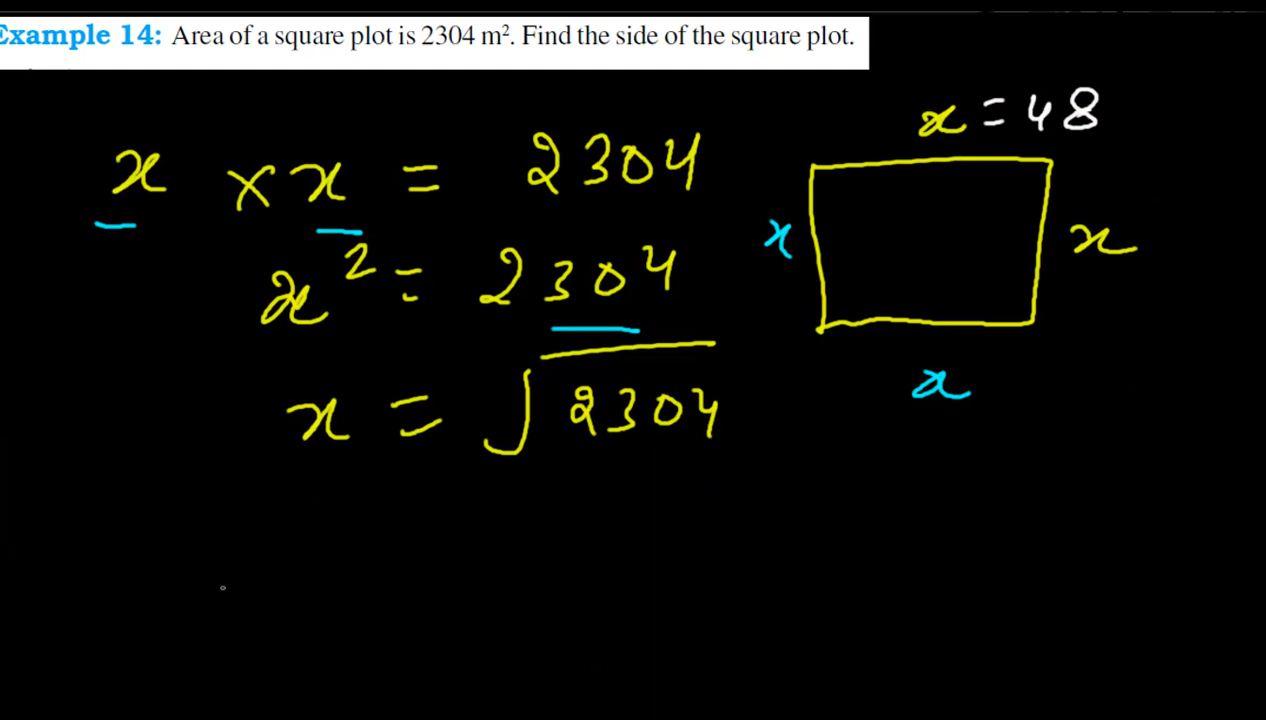 Example 14: Area of a square plot is 2304 m². Find the side of the square plot.
x = 48
x × x = 2304
x
x
x² = 2304
x
x = √2304